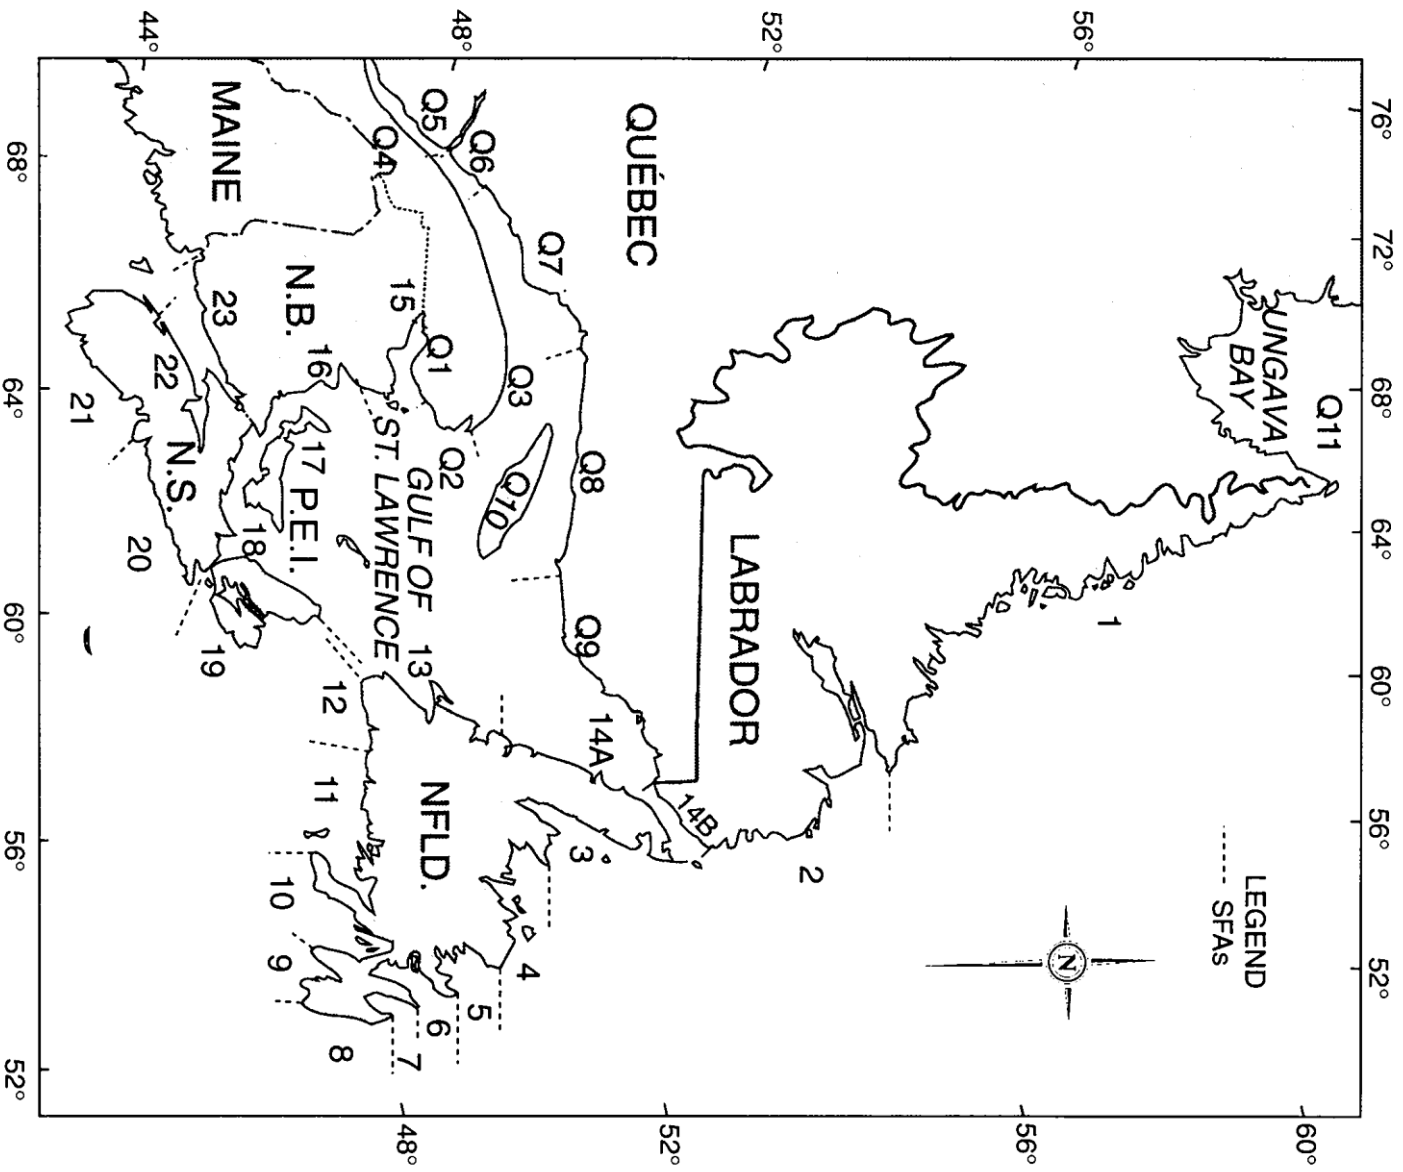 76°
72°
68°
64°
60°
56°
52°
60°
56°
52°
48°
44°
60°
56°
52°
48°
68°
64°
60°
56°
52°
UNGAVA
BAY
Q11
LEGEND
SFAs
N
1
2
LABRADOR
QUÉBEC
Q5
Q6
Q7
Q8
Q9
14A
14B
3
4
5
6
7
8
9
10
11
12
13
NFLD.
Q4
Q3
Q10
Q1
Q2
15
16
GULF OF
ST. LAWRENCE
MAINE
N.B.
17
P.E.I.
18
19
20
21
22
23
N.S.